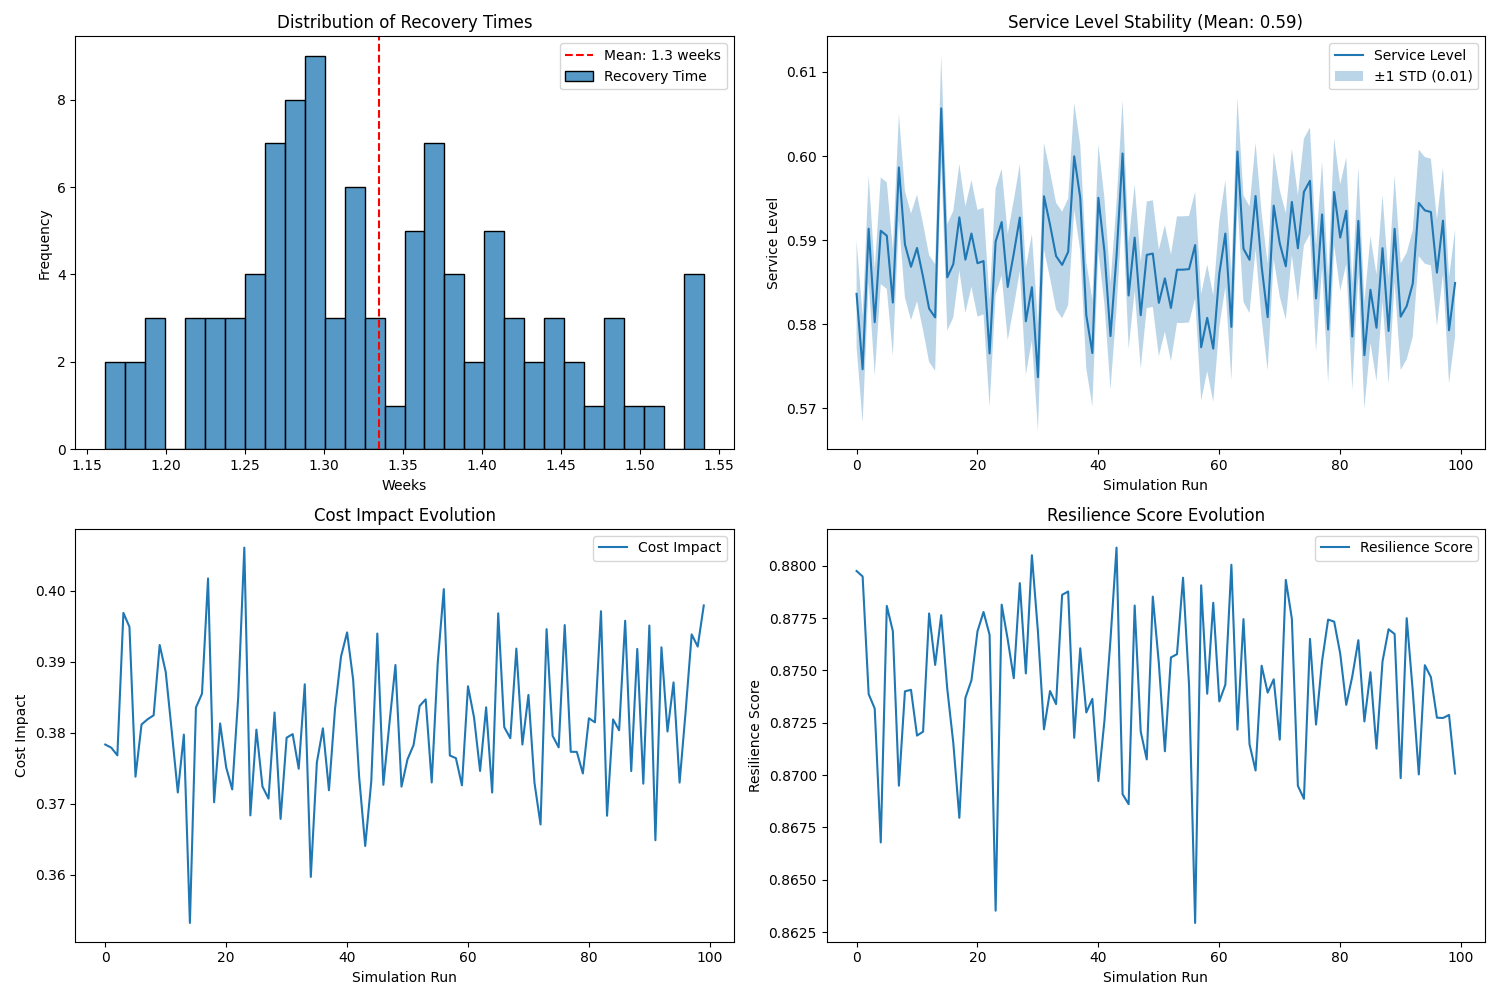 Distribution of Recovery Times
Mean: 1.3 weeks
Recovery Time
Frequency
8
6
4
2
0
1.15 1.20 1.25 1.30 1.35 1.40 1.45 1.50 1.55
Weeks
Service Level Stability (Mean: 0.59)
Service Level
±1 STD (0.01)
Service Level
0.61
0.60
0.59
0.58
0.57
0 20 40 60 80 100
Simulation Run
Cost Impact Evolution
Cost Impact
Cost Impact
0.40
0.39
0.38
0.37
0.36
0 20 40 60 80 100
Simulation Run
Resilience Score Evolution
Resilience Score
Resilience Score
0.8800
0.8775
0.8750
0.8725
0.8700
0.8675
0.8650
0.8625
0 20 40 60 80 100
Simulation Run